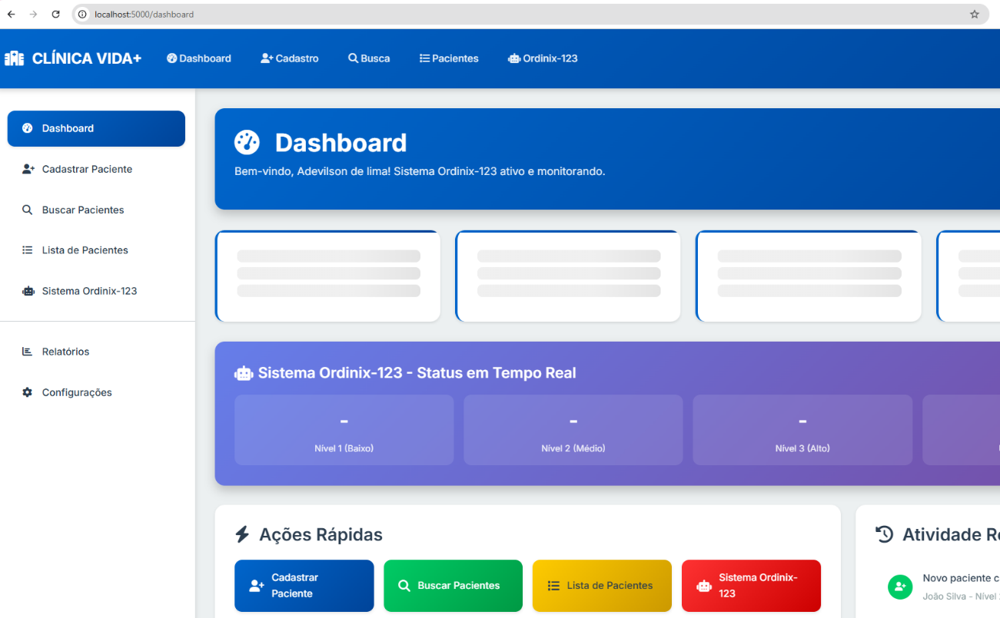 localhost:5000/dashboard
CLÍNICA VIDA+
Dashboard
Cadastro
Busca
Pacientes
Ordinix-123
Dashboard
Cadastrar Paciente
Buscar Pacientes
Lista de Pacientes
Sistema Ordinix-123
Relatórios
Configurações
Dashboard
Bem-vindo, Adevilson de lima! Sistema Ordinix-123 ativo e monitorando.
Sistema Ordinix-123 - Status em Tempo Real
-
Nível 1 (Baixo)
-
Nível 2 (Médio)
-
Nível 3 (Alto)
Ações Rápidas
Cadastrar
Paciente
Buscar Pacientes
Lista de Pacientes
Sistema Ordinix-
123
Atividade
Novo paciente
João Silva - Nível